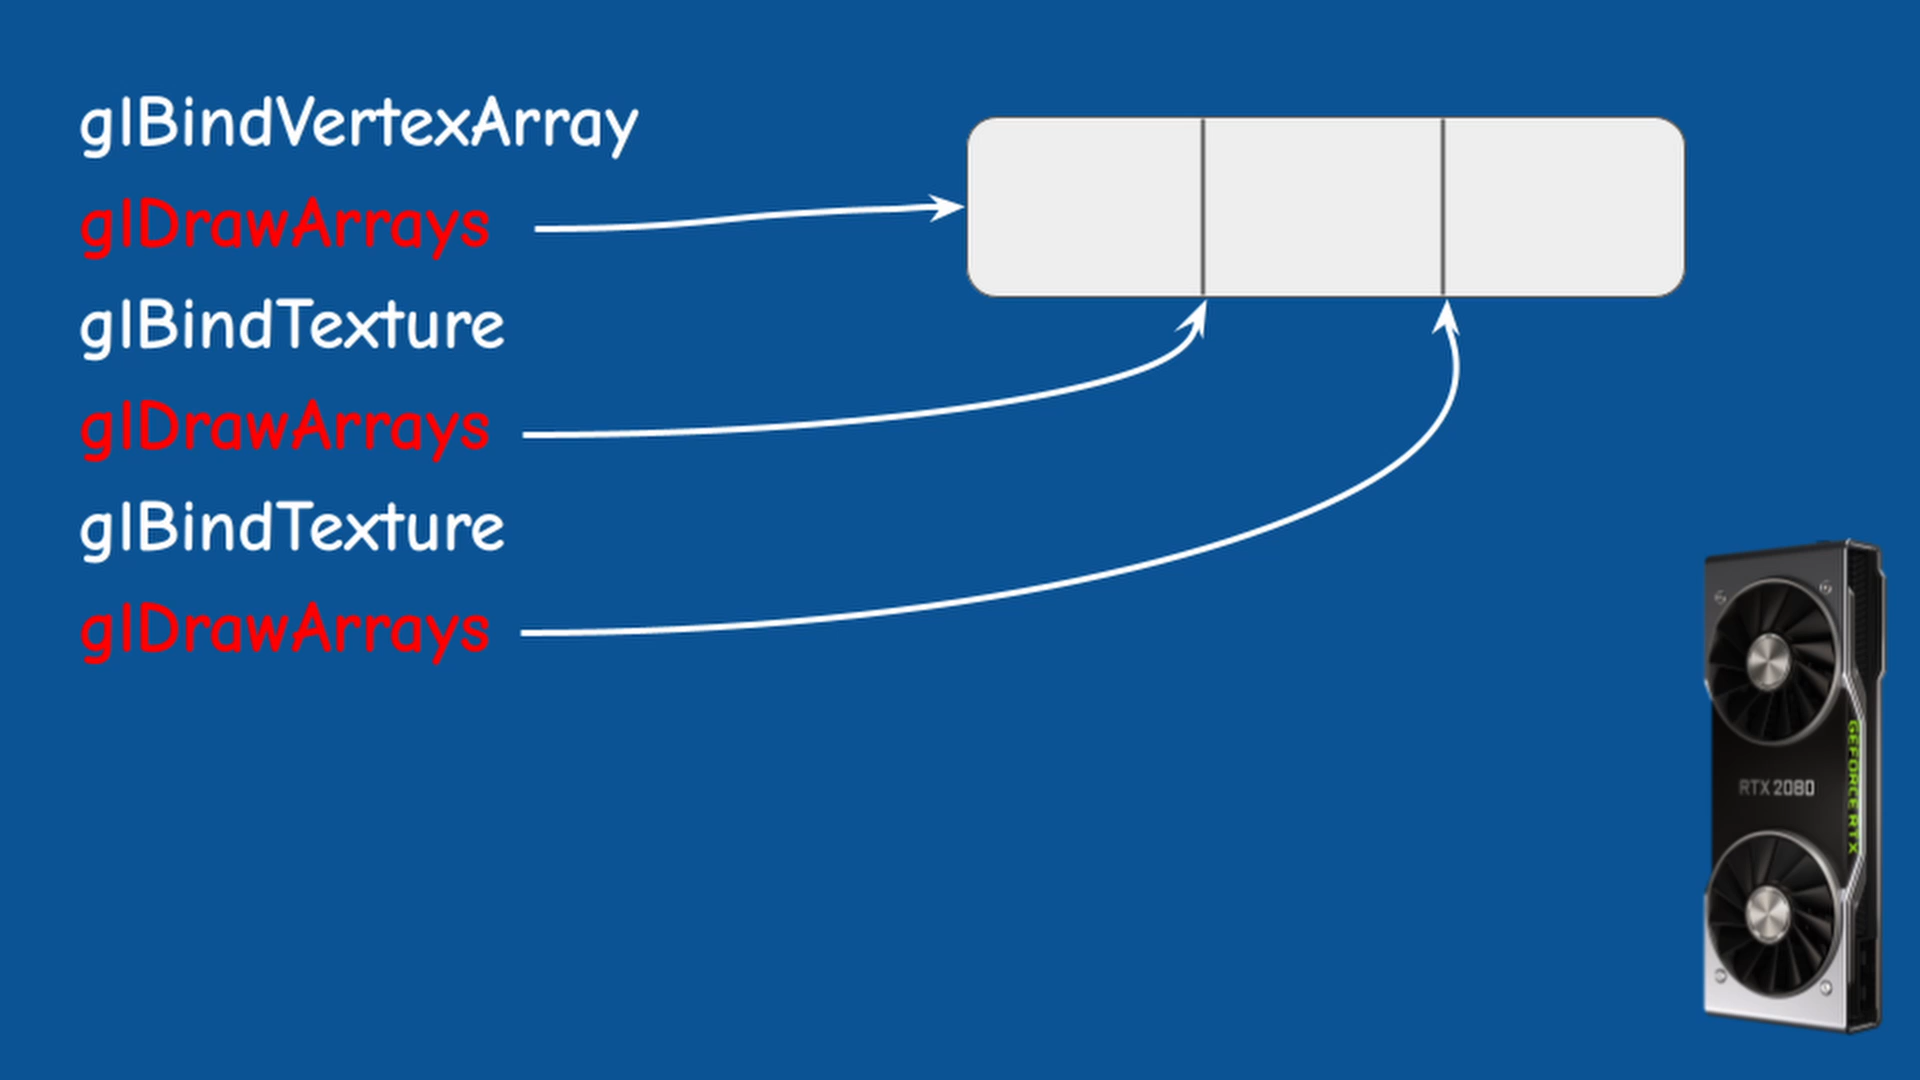 glBindVertexArray
glDrawArrays
glBindTexture
glDrawArrays
glBindTexture
glDrawArrays
RTX 2080
GEFORCE RTX